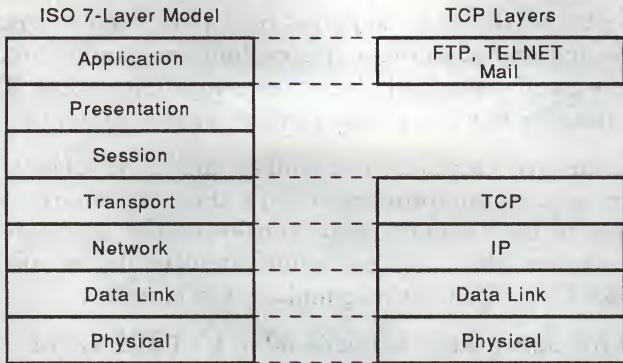 ISO 7-Layer Model
TCP Layers
Application
FTP, TELNET
Mail
Presentation
Session
Transport
TCP
Network
IP
Data Link
Data Link
Physical
Physical